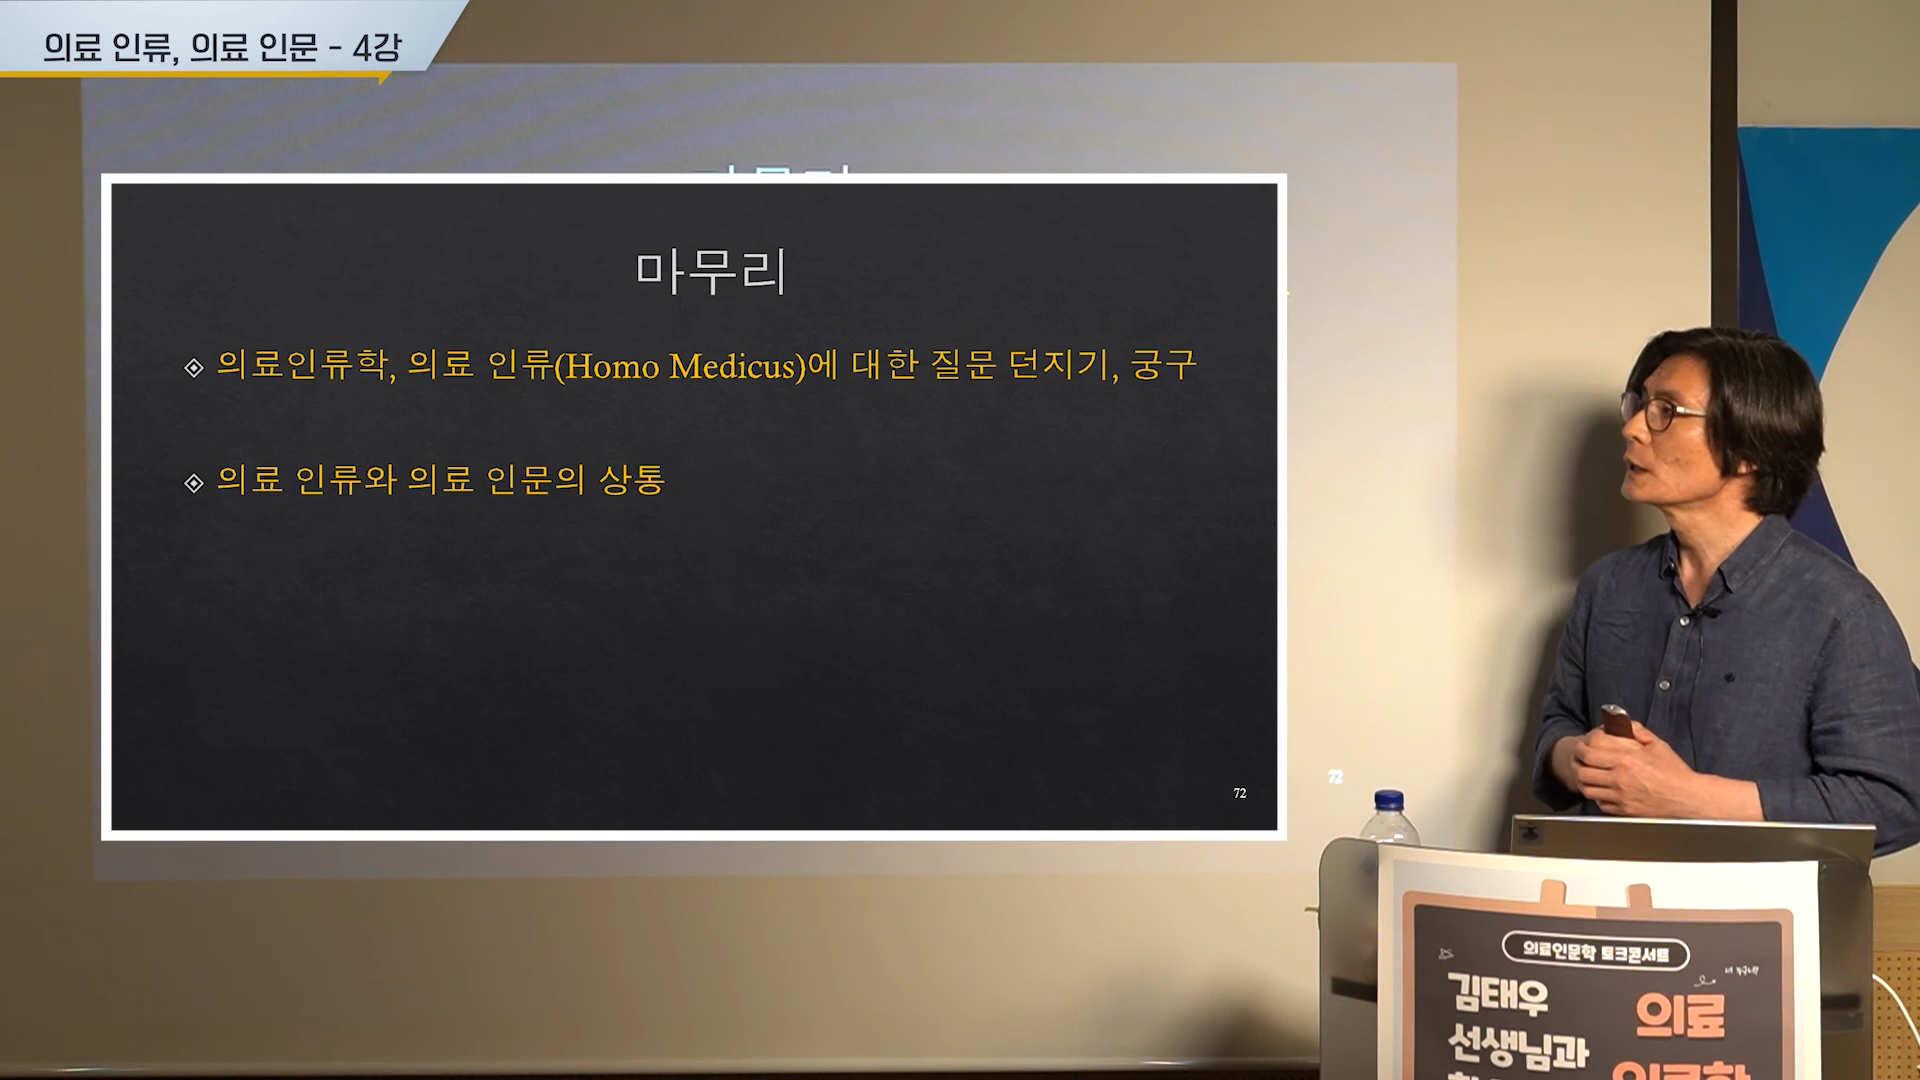 의료 인류, 의료 인문 - 4강
마무리
의료인류학, 의료 인류(Homo Medicus)에 대한 질문 던지기, 궁구
의료 인류와 의료 인문의 상통
72
72
의료인문학 토크콘서트
김태우
선생님과
의료